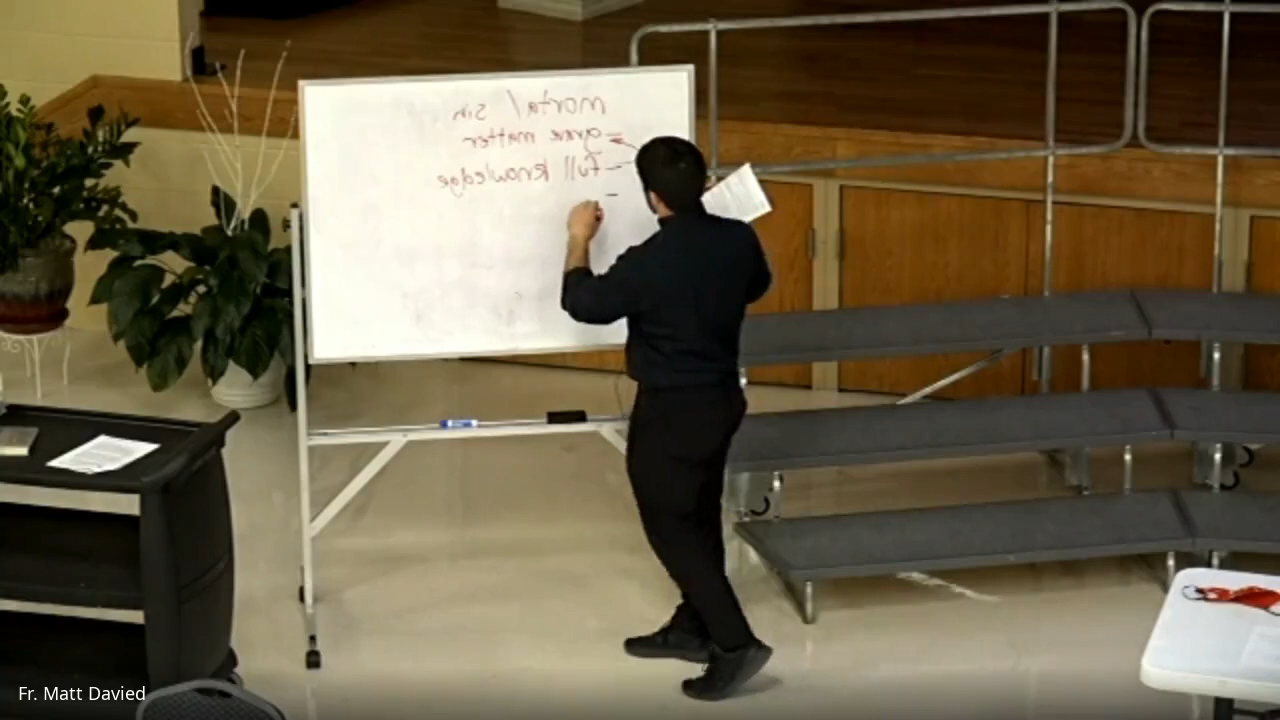 mortal sin
- grave matter
- full knowledge
-
Fr. Matt Davied